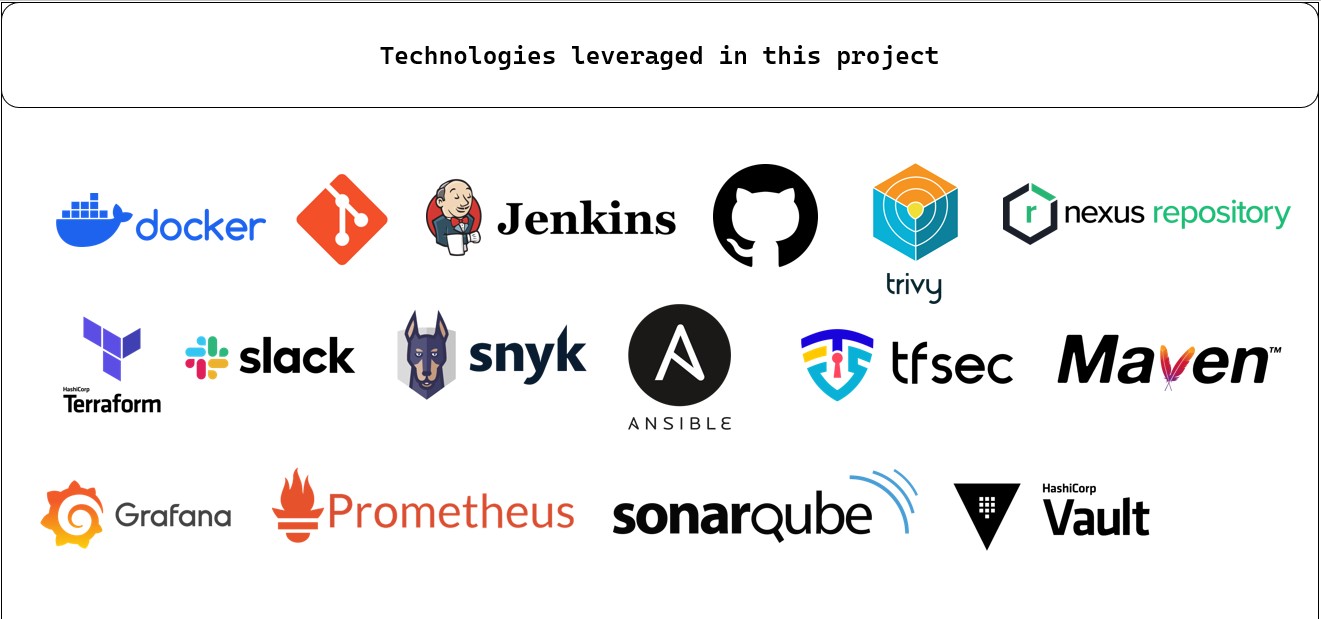 Technologies leveraged in this project
docker
Jenkins
r nexus repository
trivy
HashiCorp
Terraform
slack
snyk
ANSIBLE
tfsec
Maven™
Grafana
Prometheus
sonarqube
HashiCorp
Vault